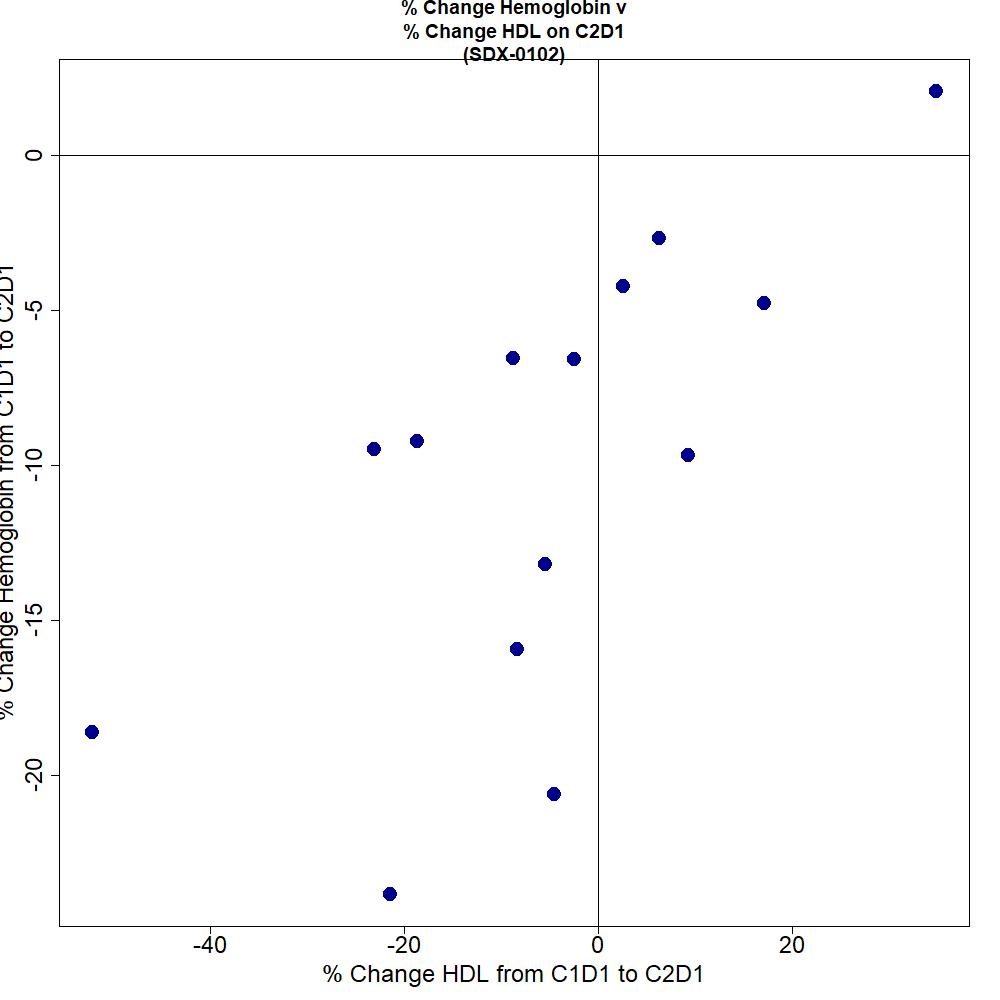 % Change Hemoglobin v
% Change HDL on C2D1
(SDX-0102)
% Change Hemoglobin from C1D1 to C2D1
0
-5
-10
-15
-20
-40
-20
0
20
% Change HDL from C1D1 to C2D1